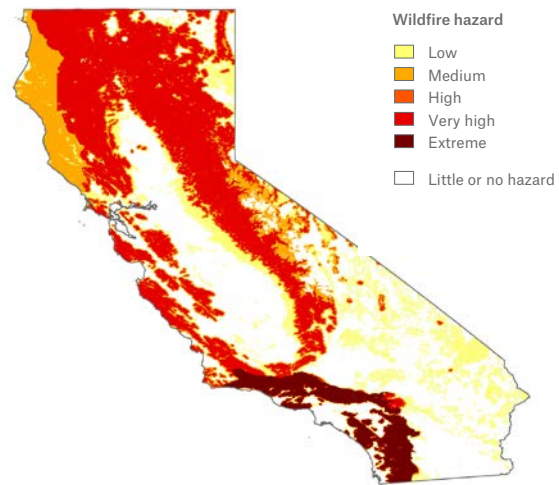 Wildfire hazard
Low
Medium
High
Very high
Extreme
Little or no hazard